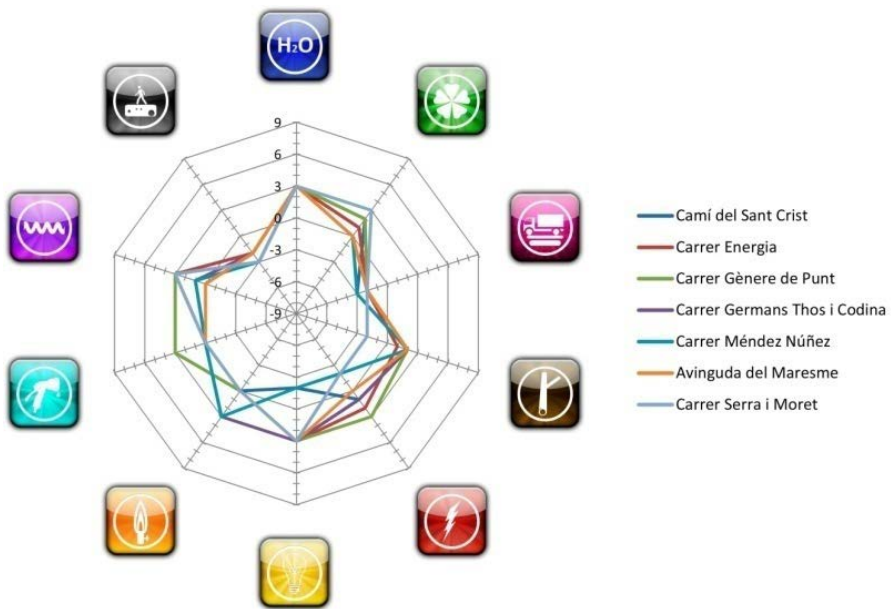 H₂O
9
6
3
0
-3
-6
-9
Camí del Sant Crist
Carrer Energia
Carrer Gènere de Punt
Carrer Germans Thos i Codina
Carrer Méndez Núñez
Avinguda del Maresme
Carrer Serra i Moret